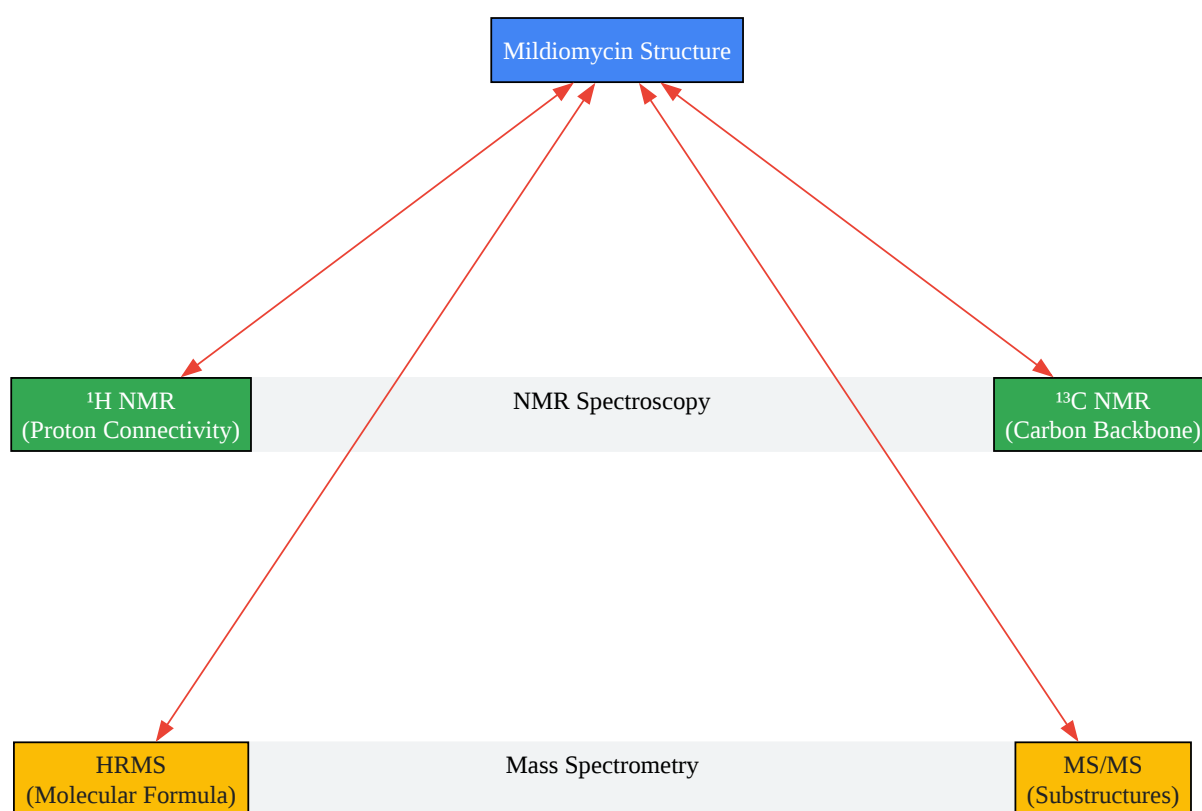 Mildiomycin Structure
¹H NMR
(Proton Connectivity)
NMR Spectroscopy
¹³C NMR
(Carbon Backbone)
HRMS
(Molecular Formula)
Mass Spectrometry
MS/MS
(Substructures)